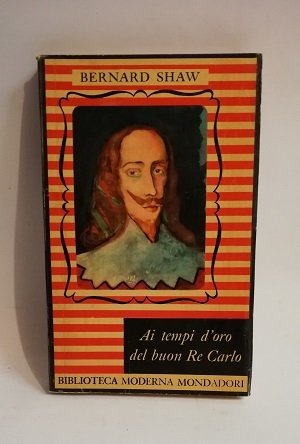 BERNARD SHAW
Ai tempi d'oro
del buon Re Carlo
BIBLIOTECA MODERNA MONDADORI